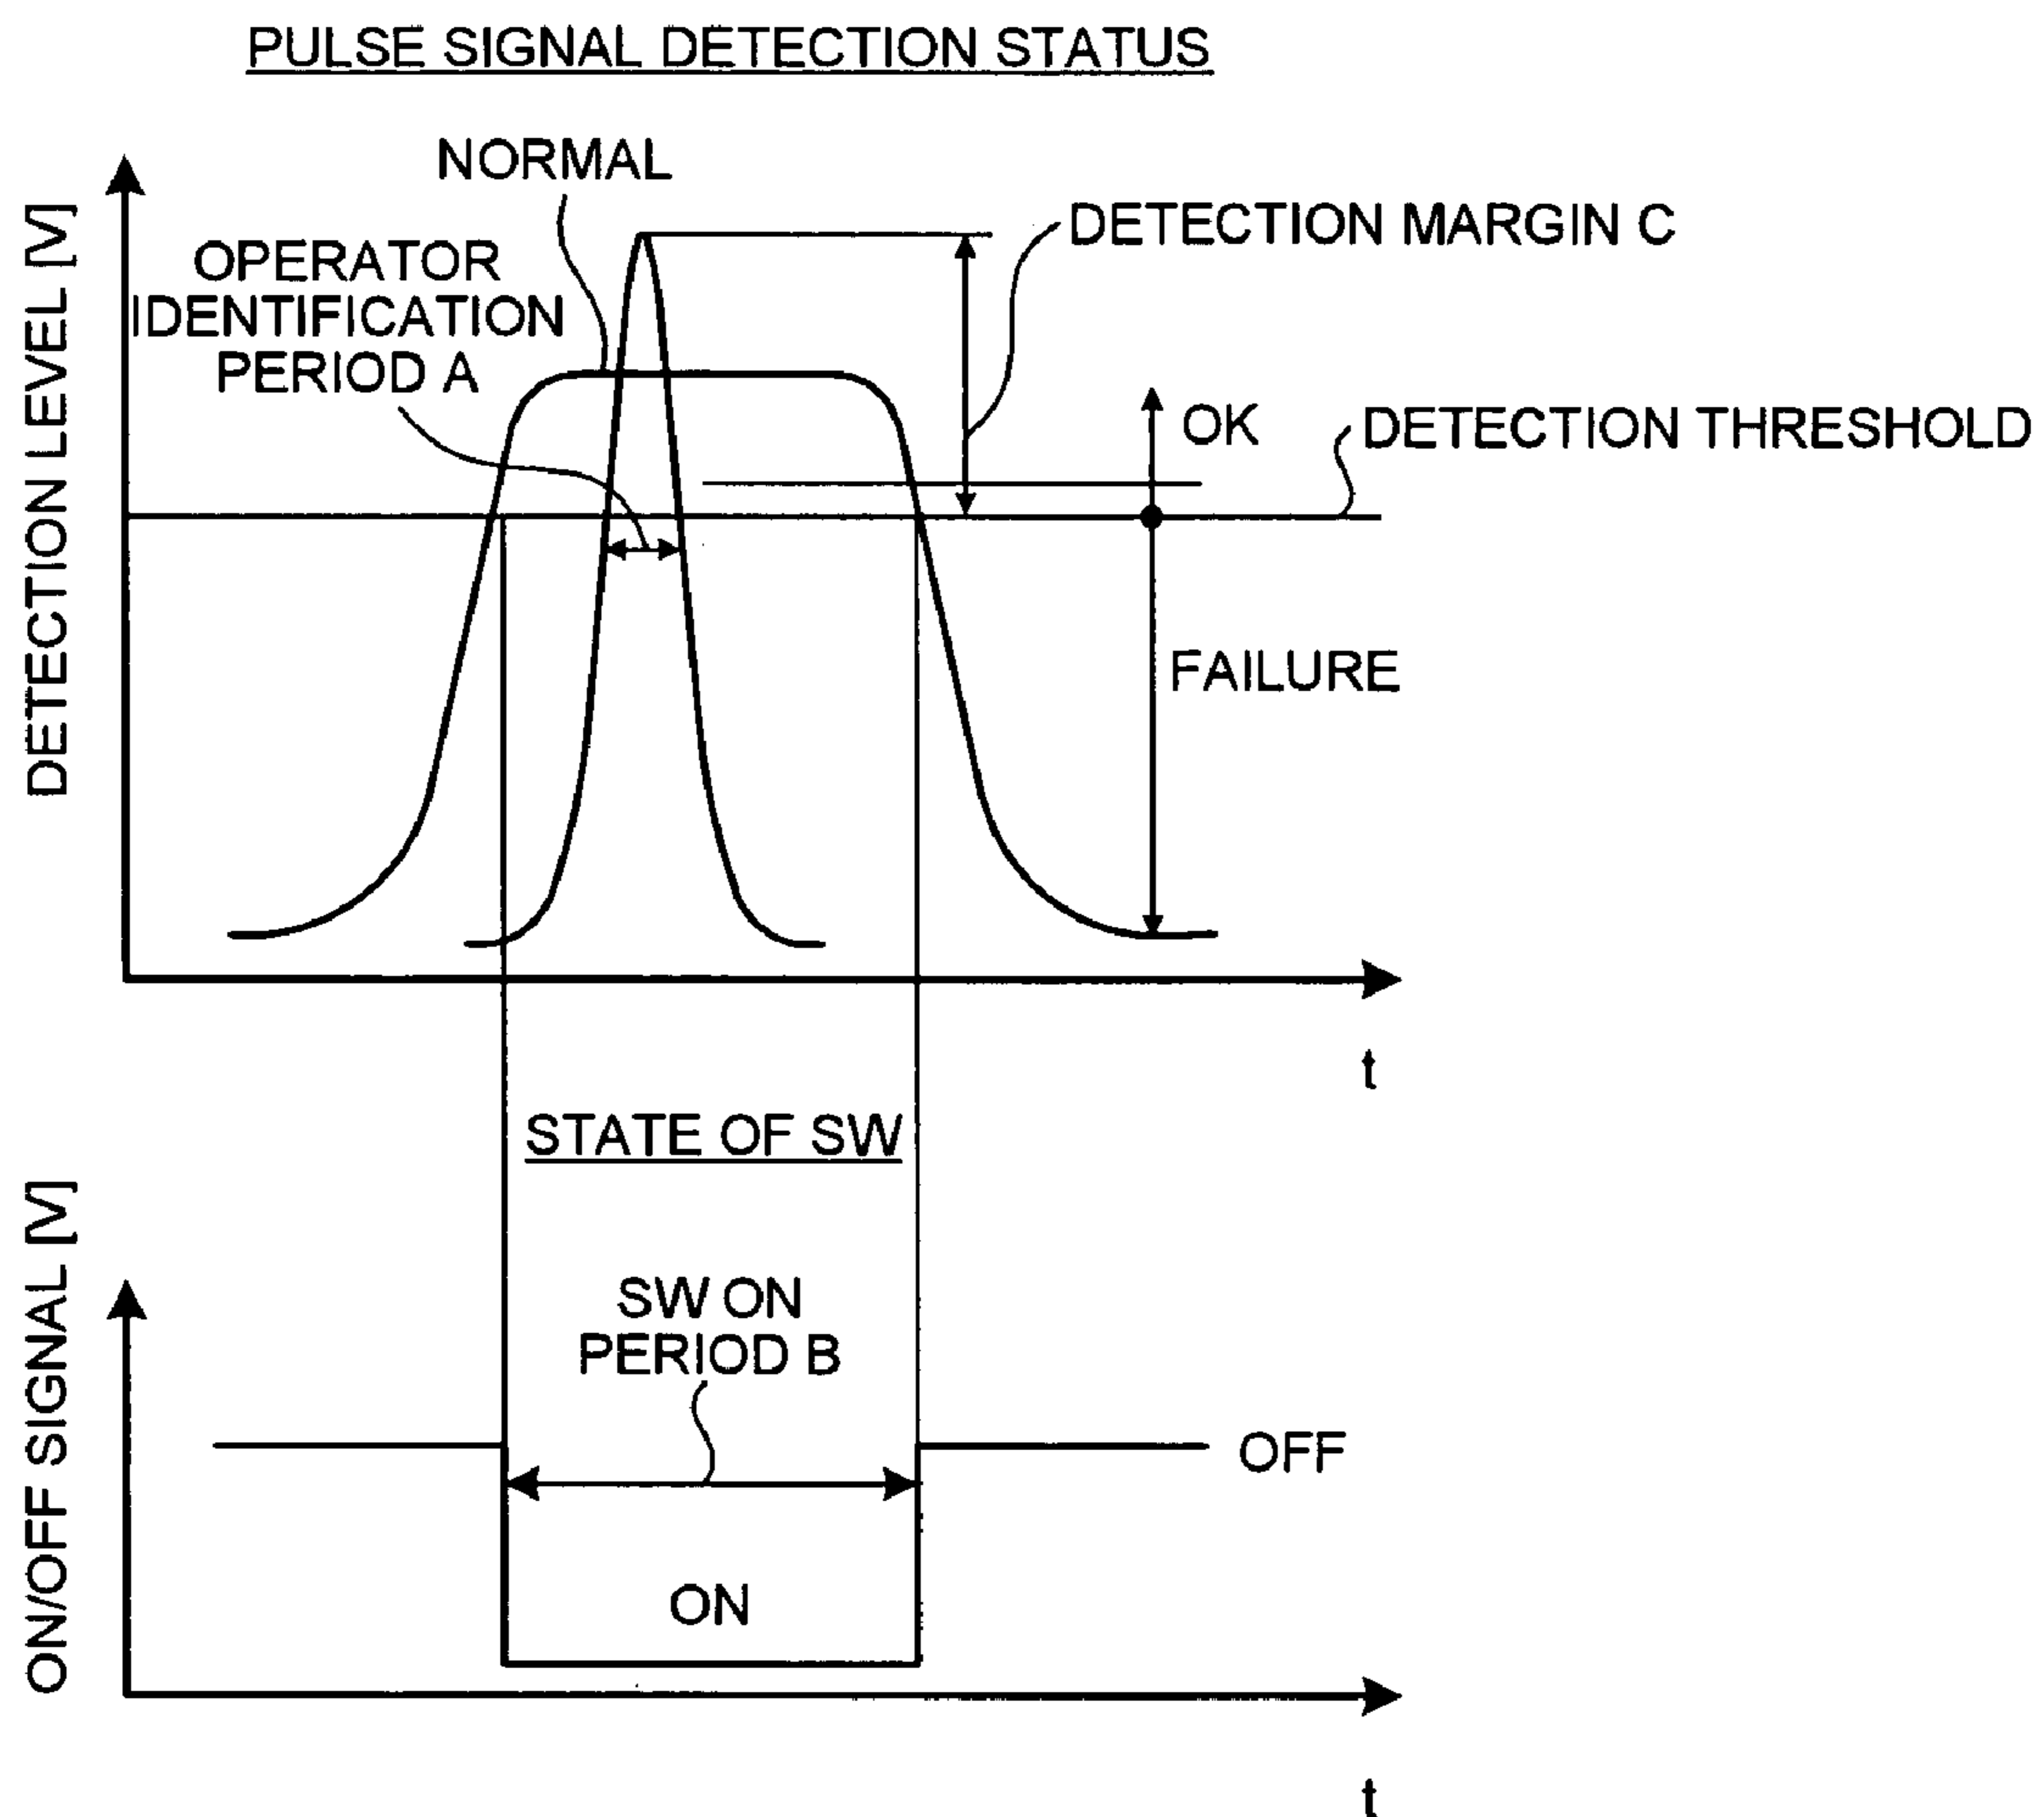 PULSE SIGNAL DETECTION STATUS
NORMAL
OPERATOR
IDENTIFICATION
PERIOD A
DETECTION MARGIN C
OK
DETECTION THRESHOLD
FAILURE
DETECTION LEVEL [V]
t
STATE OF SW
SW ON
PERIOD B
OFF
ON
ON/OFF SIGNAL [V]
t